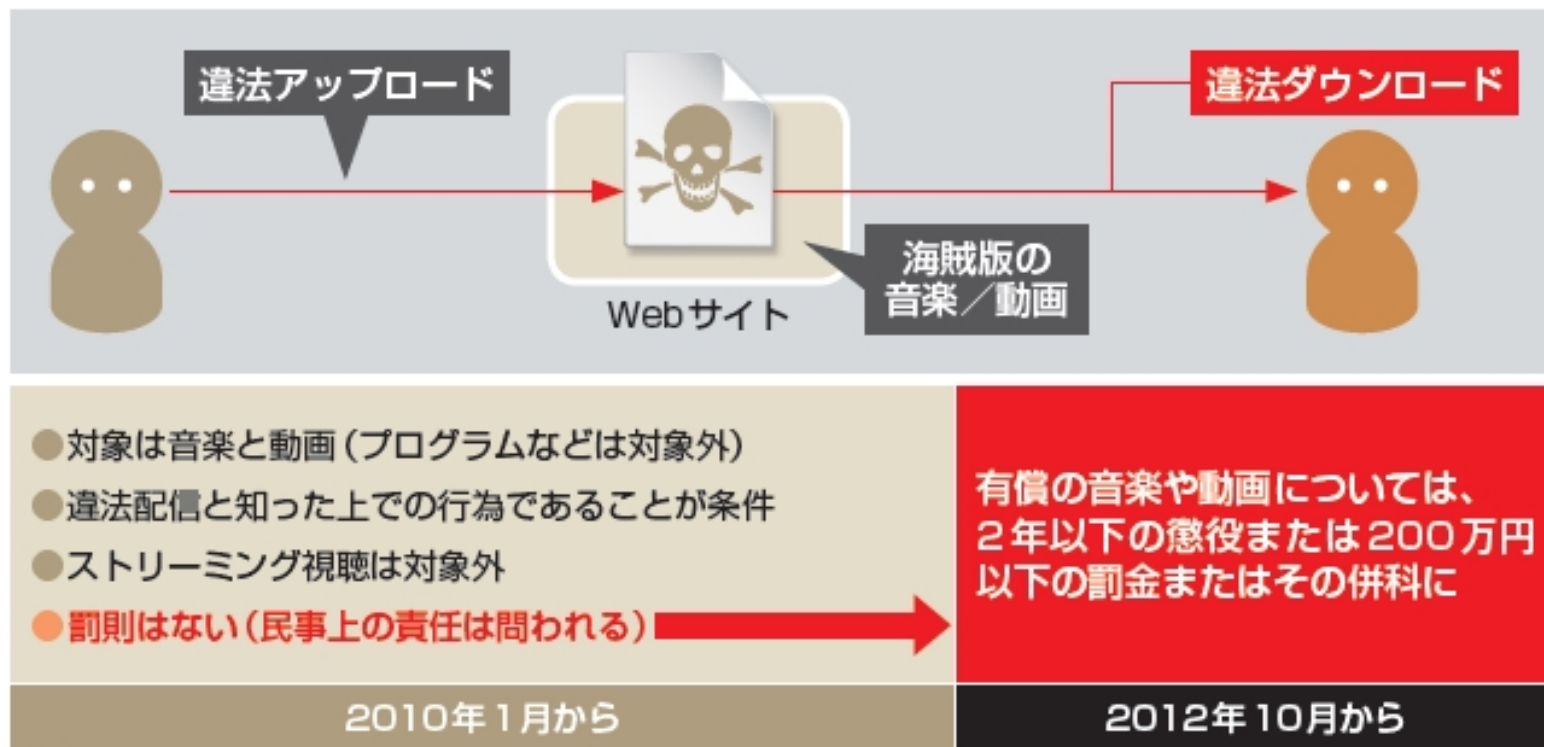 違法アップロード
違法ダウンロード
海賊版の
音楽／動画
Webサイト
●対象は音楽と動画(プログラムなどは対象外)
●違法配信と知った上での行為であることが条件
●ストリーミング視聴は対象外
●罰則はない(民事上の責任は問われる)
有償の音楽や動画については、
2年以下の懲役または200万円
以下の罰金またはその併科に
2010年1月から
2012年10月から